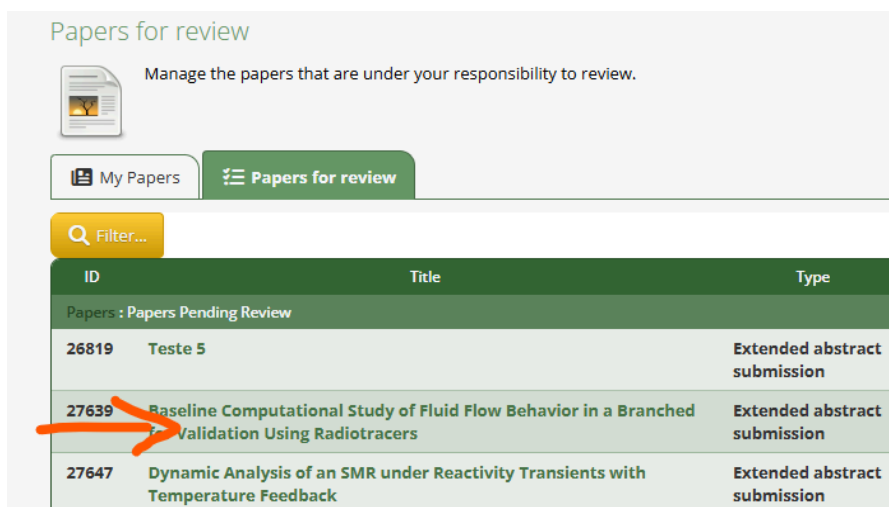 Papers for review
Manage the papers that are under your responsibility to review.
My Papers
Papers for review
Filter...
ID Title Type
Papers : Papers Pending Review
26819 Teste 5 Extended abstract
submission
27639 Baseline Computational Study of Fluid Flow Behavior in a Branched Extended abstract
for Validation Using Radiotracers submission
27647 Dynamic Analysis of an SMR under Reactivity Transients with Extended abstract
Temperature Feedback submission